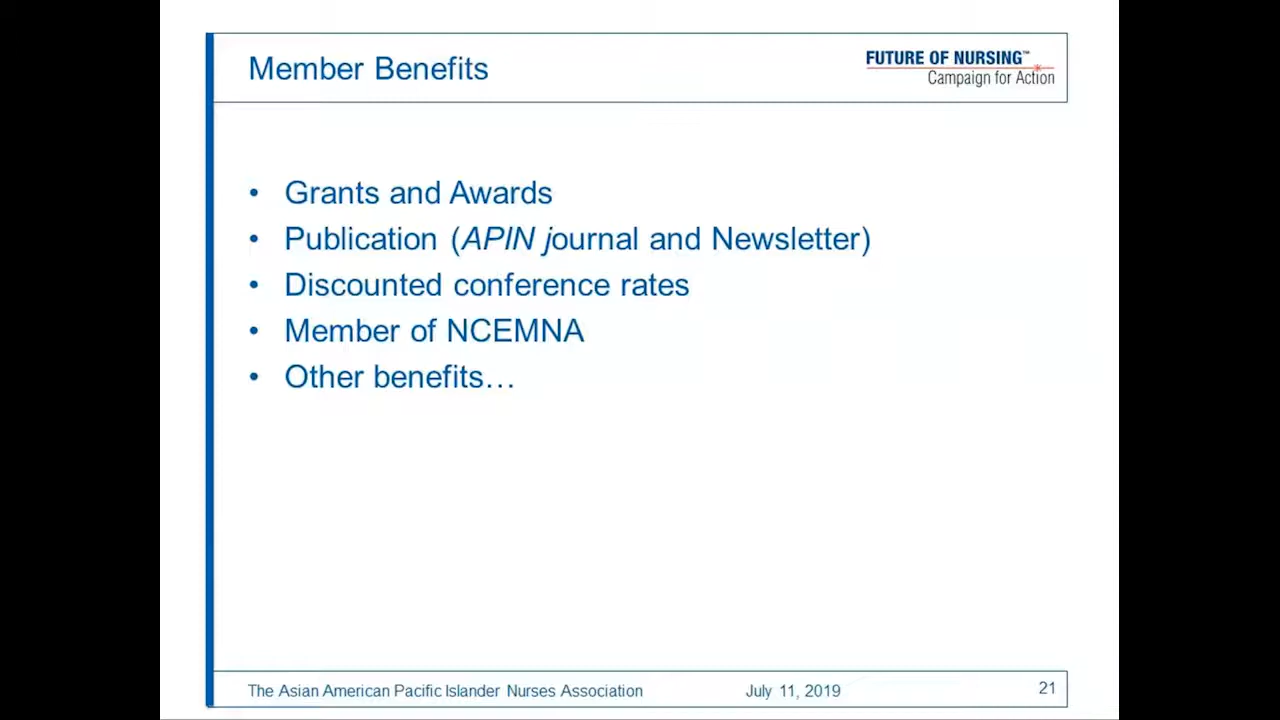 Member Benefits
FUTURE OF NURSING™
Campaign for Action
• Grants and Awards
• Publication (APIN journal and Newsletter)
• Discounted conference rates
• Member of NCEMNA
• Other benefits…
The Asian American Pacific Islander Nurses Association July 11, 2019 21